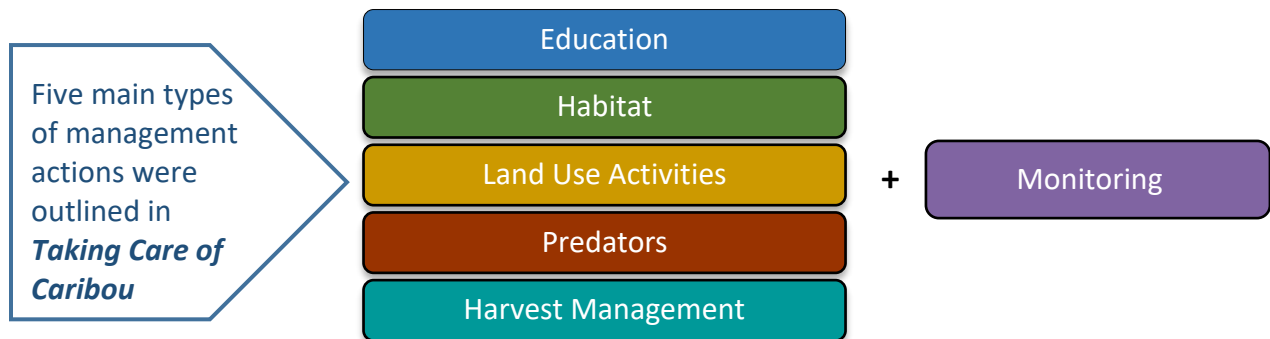 Five main types
of management
actions were
outlined in
Taking Care of
Caribou
Education
Habitat
Land Use Activities
Predators
Harvest Management
+
Monitoring